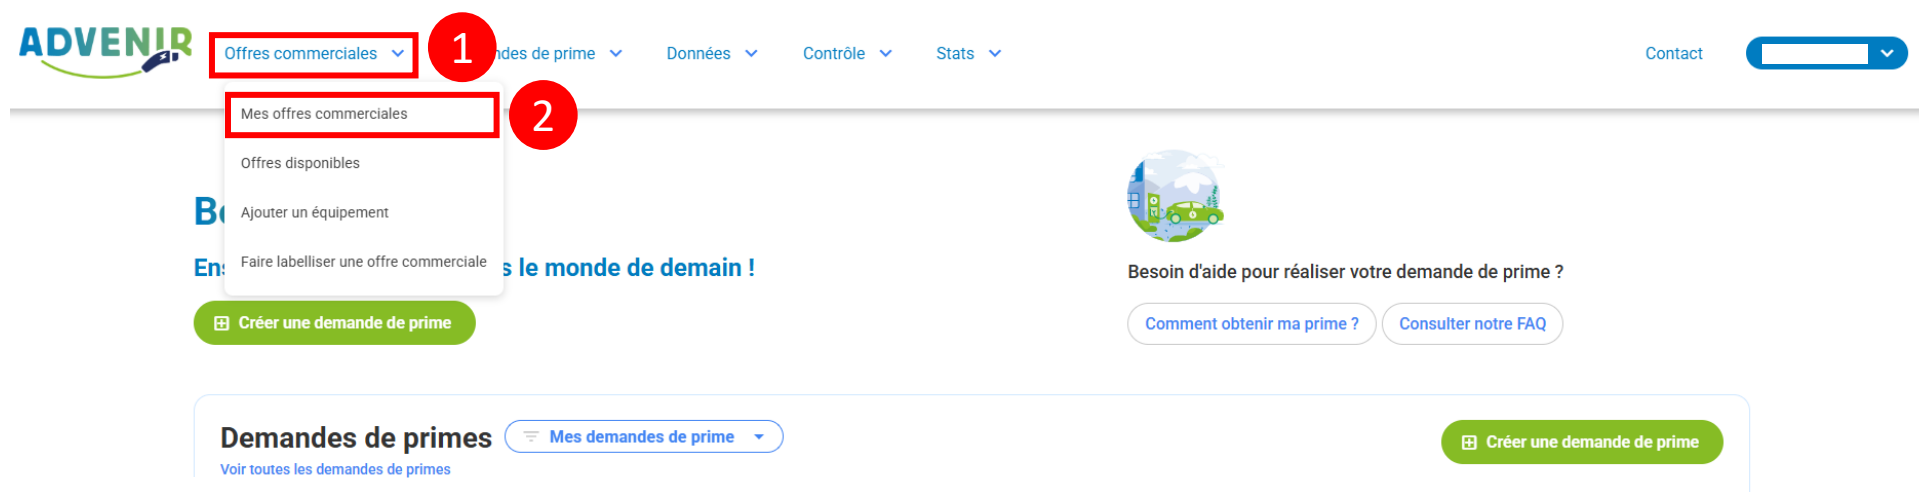 ADVENIR
Offres commerciales 1 ndes de prime Données Contrôle Stats Contact
Mes offres commerciales 2
Offres disponibles
Ajouter un équipement
Faire labelliser une offre commerciale
s le monde de demain !
Créer une demande de prime
Besoin d'aide pour réaliser votre demande de prime ?
Comment obtenir ma prime ? Consulter notre FAQ
Demandes de primes Mes demandes de prime Créer une demande de prime
Voir toutes les demandes de primes